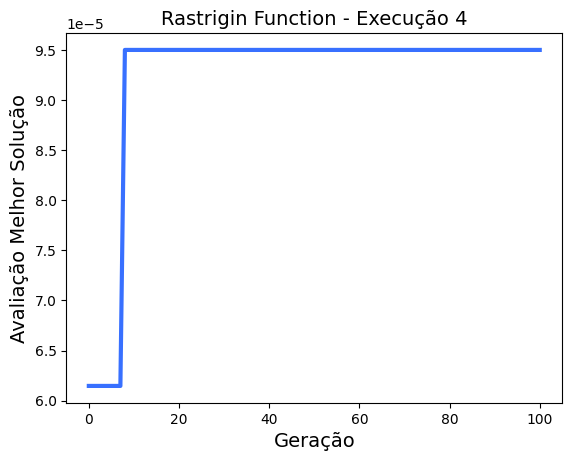 Rastrigin Function - Execução 4
1e−5
9.5
9.0
8.5
8.0
7.5
7.0
6.5
6.0
Avaliação Melhor Solução
0 20 40 60 80 100
Geração